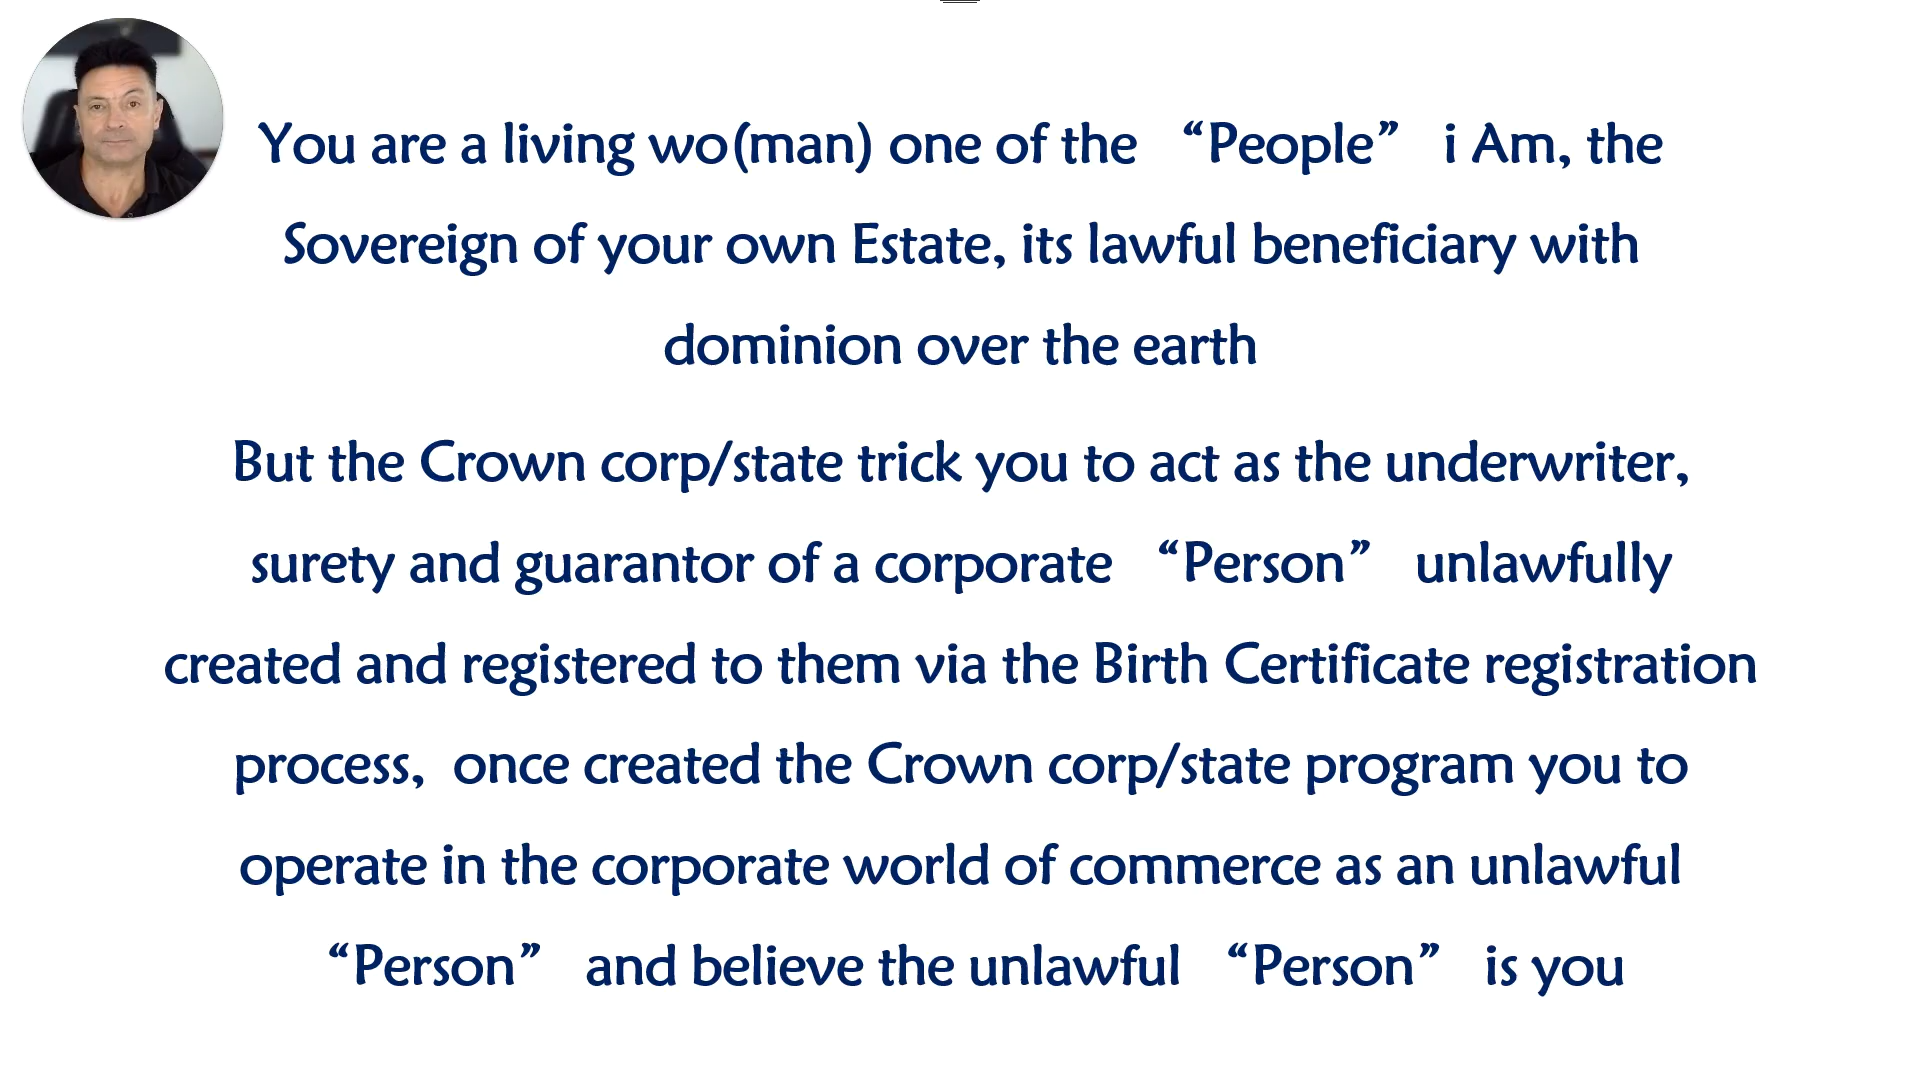 You are a living wo(man) one of the “People” i Am, the
Sovereign of your own Estate, its lawful beneficiary with
dominion over the earth
But the Crown corp/state trick you to act as the underwriter,
surety and guarantor of a corporate “Person” unlawfully
created and registered to them via the Birth Certificate registration
process, once created the Crown corp/state program you to
operate in the corporate world of commerce as an unlawful
“Person” and believe the unlawful “Person” is you